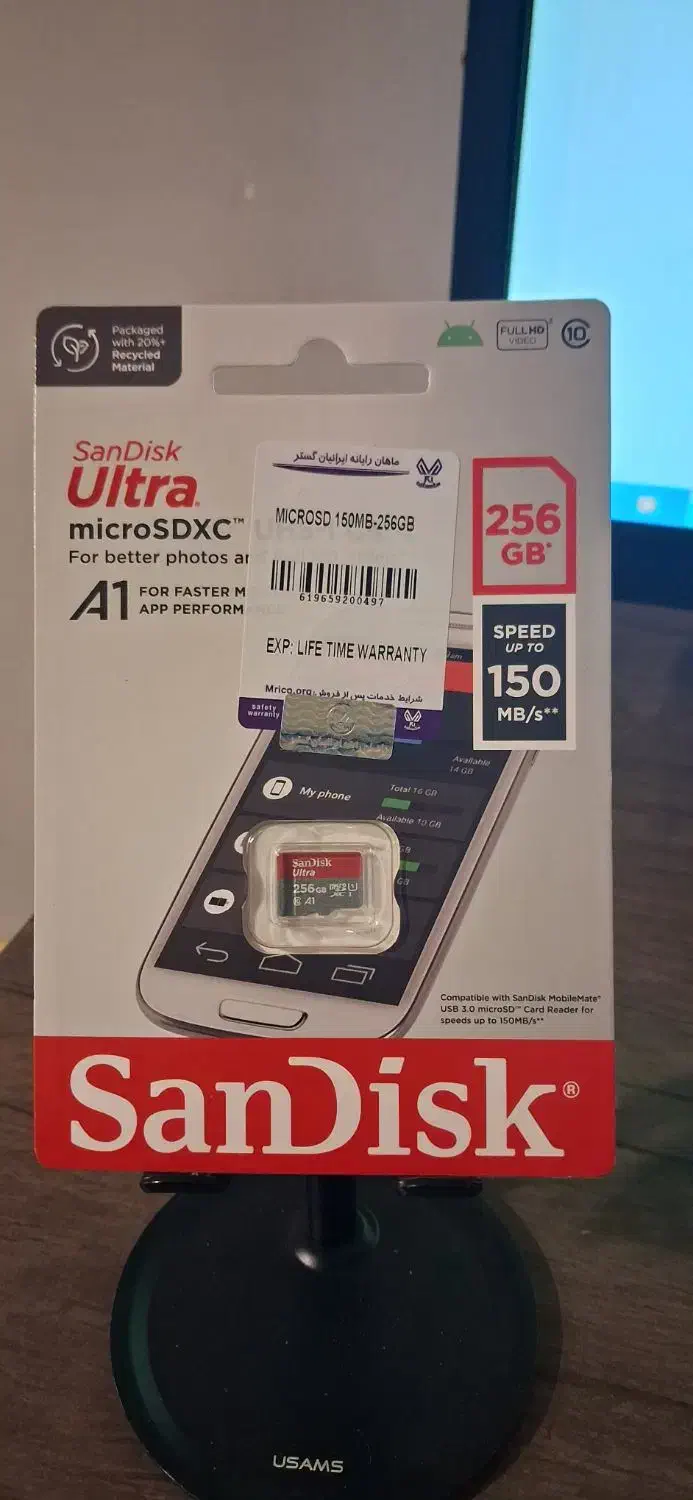 Packaged
with 20%+
Recycled
Material
FULL HD
VIDEO
10
SanDisk
Ultra®
microSDXC™
For better photos an
A1 FOR FASTER M
APP PERFORM
ماهان رایانه ایرانیان گستر
MICROSD 150MB-256GB
619659200497
EXP: LIFE TIME WARRANTY
شرایط خدمات پس از فروش: Mrico.org
safety
warranty
256
GB*
SPEED
UP TO
150
MB/s**
Available
14 GB
My phone
Total 16 GB
Available 10 GB
GB
GB
SanDisk
Ultra
256GB
A1
Compatible with SanDisk MobileMate®
USB 3.0 microSD™ Card Reader for
speeds up to 150MB/s**
SanDisk®
USAMS